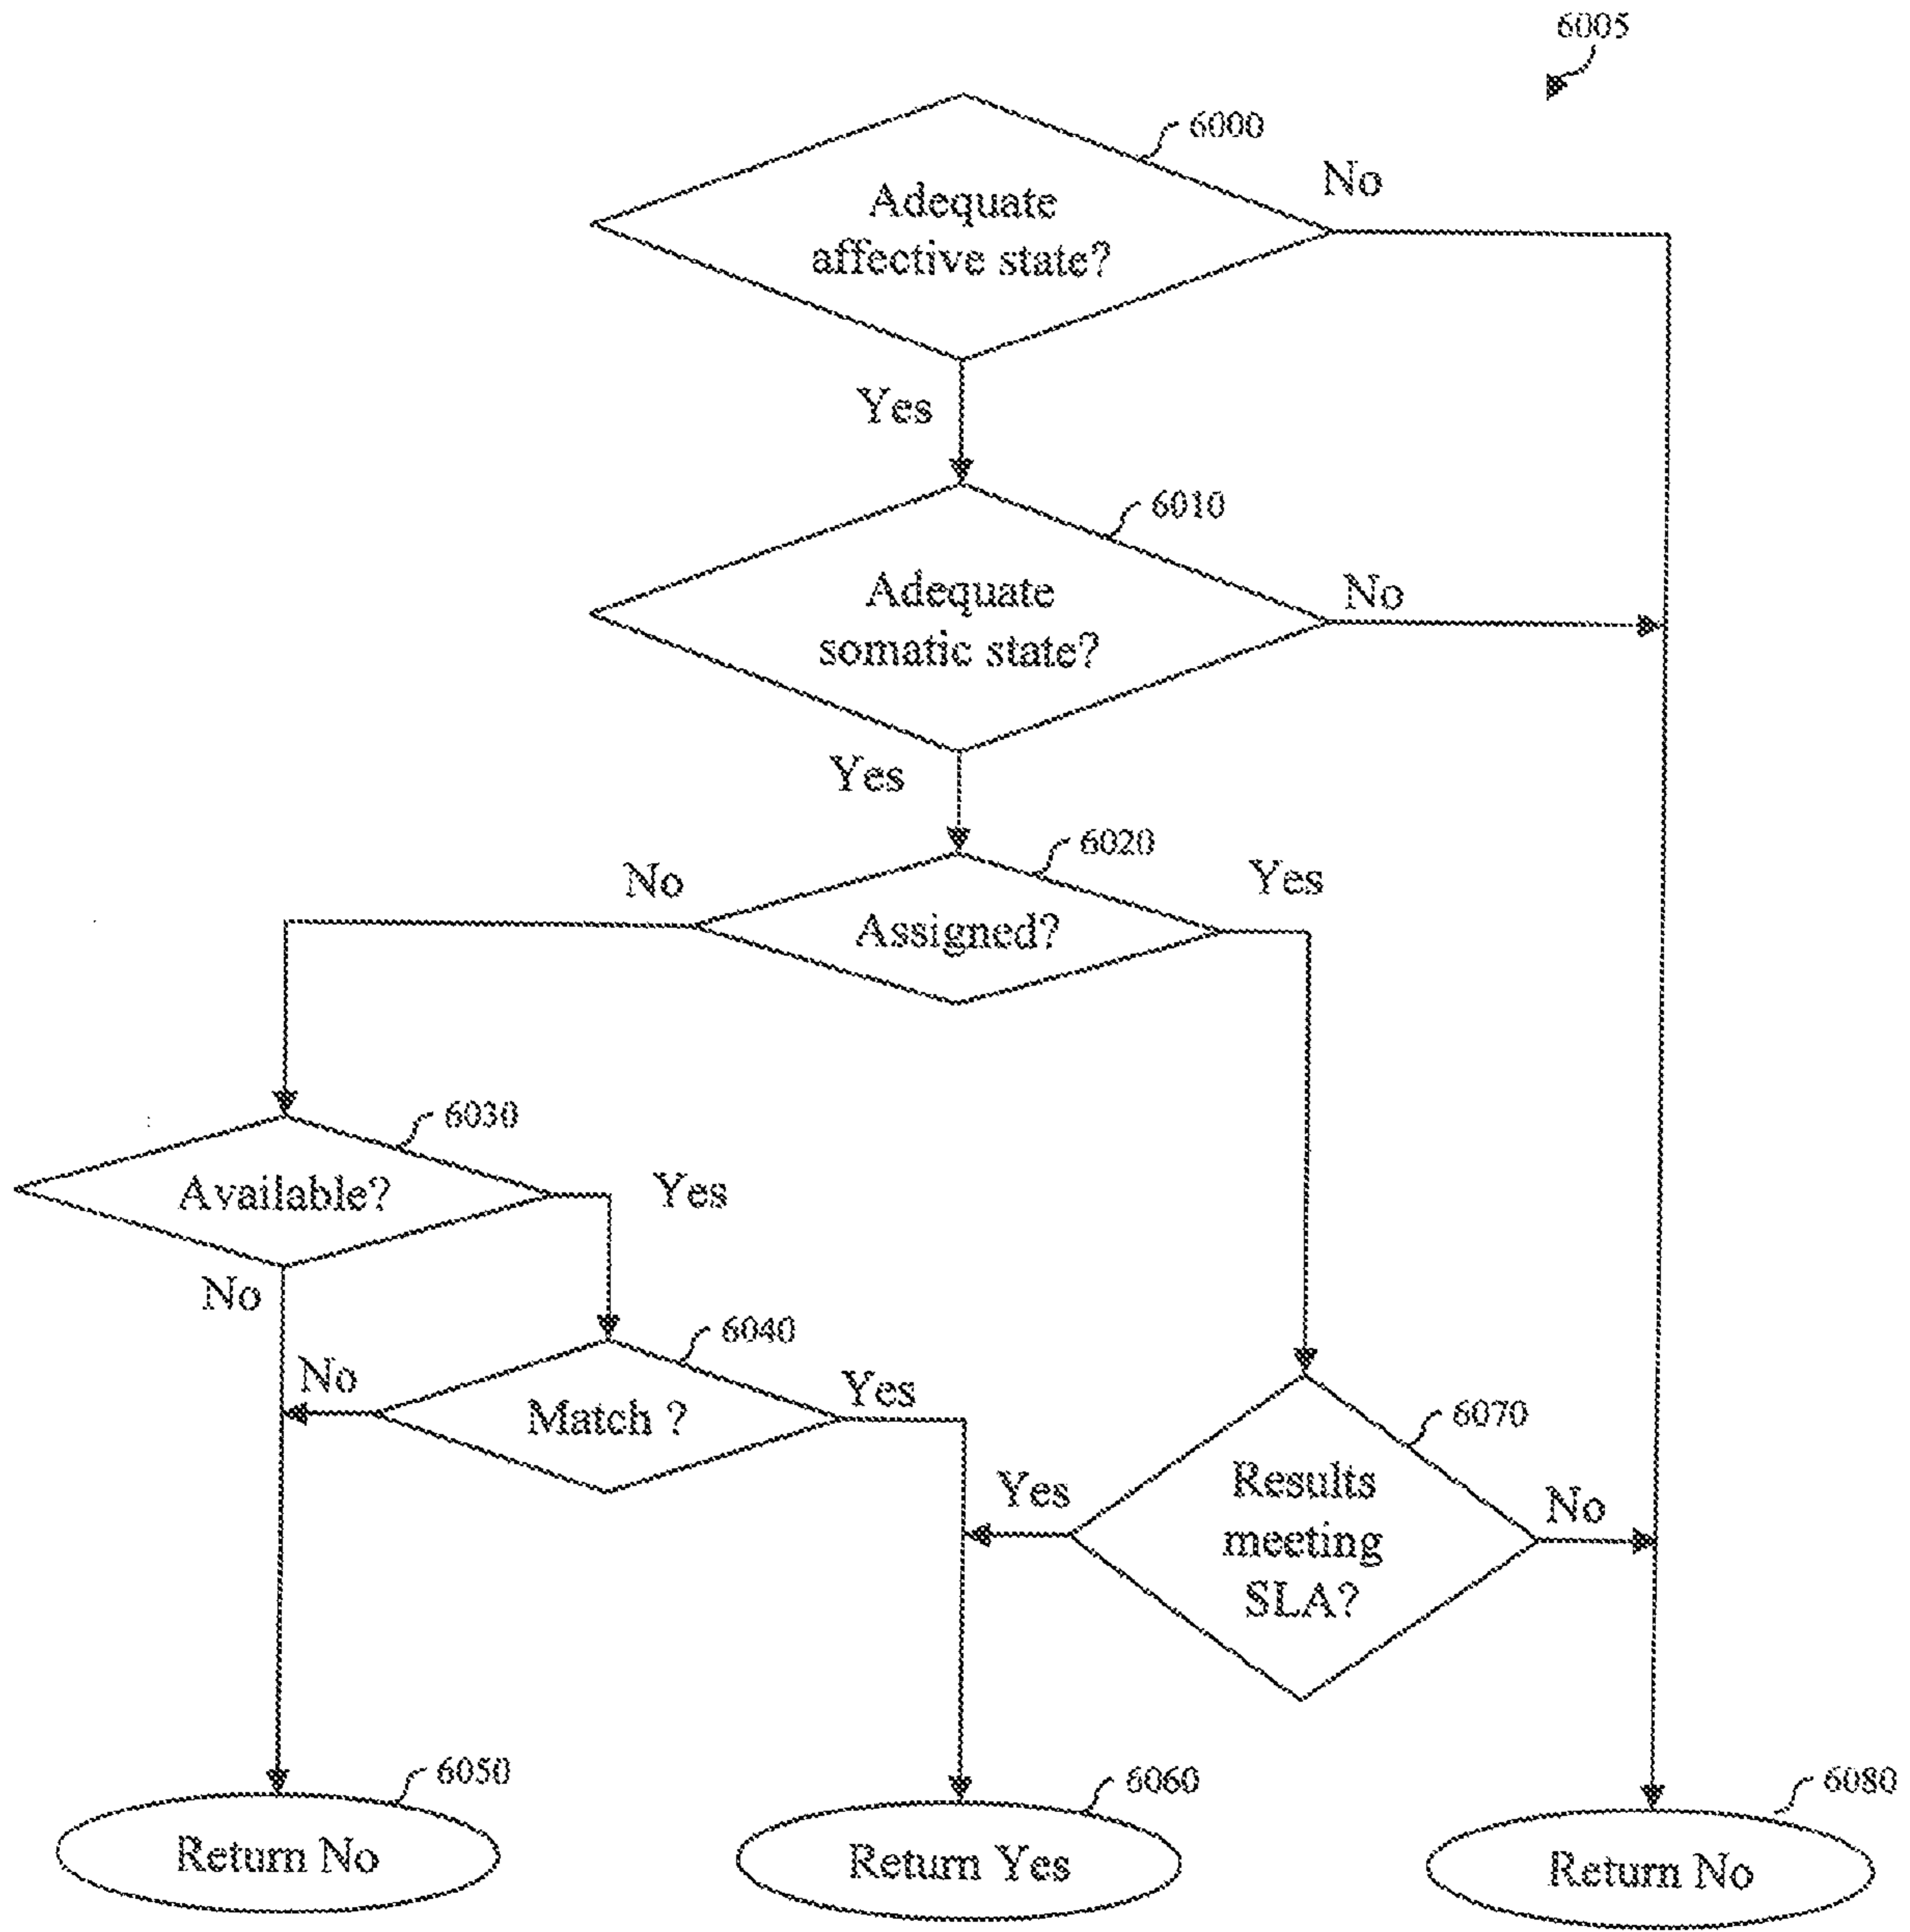 6005
6000
No
Adequate
affective state?
Yes
6010
No
Adequate
somatic state?
Yes
6020
No
Yes
Assigned?
6030
Yes
Available?
No
6040
No
Yes
Match ?
6070
Yes
Results
No
meeting
SLA?
6050
6060
6080
Return No
Return Yes
Return No